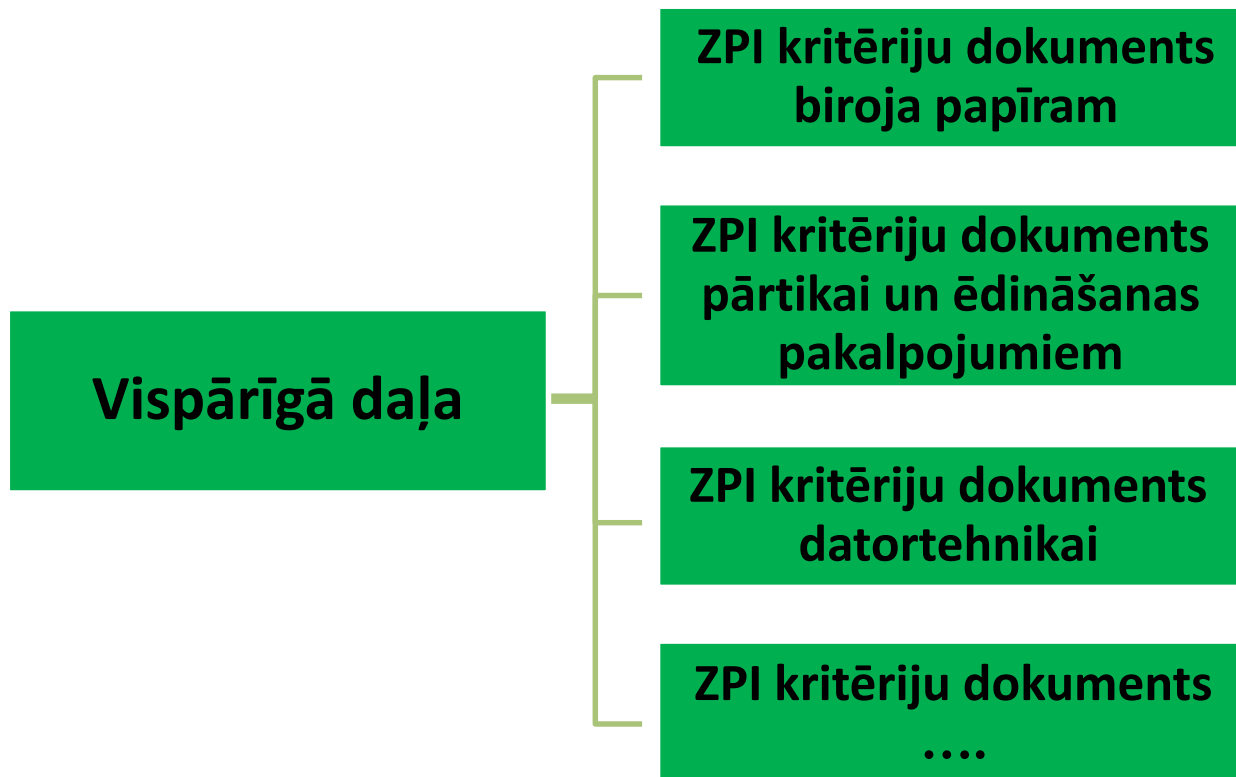 ZPI kritēriju dokuments
biroja papīram
ZPI kritēriju dokuments
pārtikai un ēdināšanas
pakalpojumiem
Vispārīgā daļa
ZPI kritēriju dokuments
datortehnikai
ZPI kritēriju dokuments
....